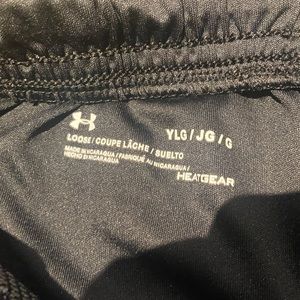 YLG / JG / G
LOOSE / COUPE LÂCHE / SUELTO
MADE IN NICARAGUA / FABRIQUÉ AU NICARAGUA /
HECHO EN NICARAGUA
HEATGEAR